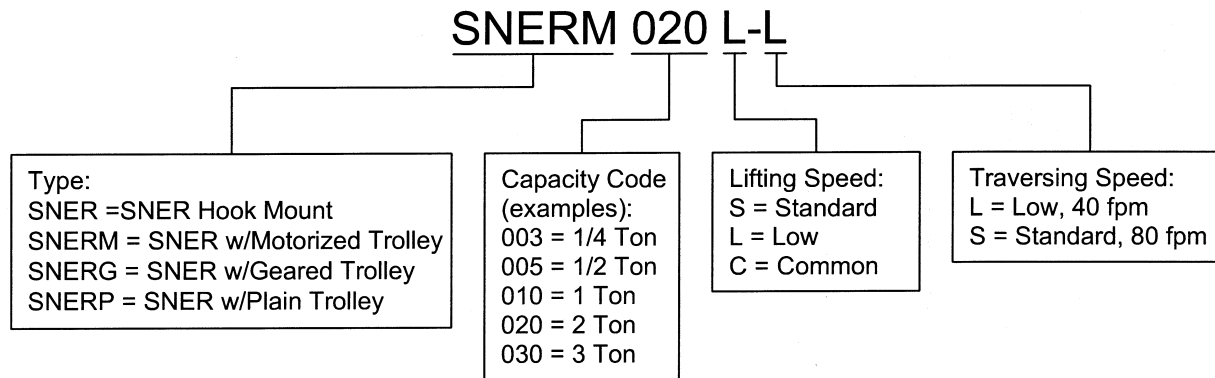 SNERM 020 L-L
Type:
SNER =SNER Hook Mount
SNERM = SNER w/Motorized Trolley
SNERG = SNER w/Geared Trolley
SNERP = SNER w/Plain Trolley
Capacity Code
(examples):
003 = 1/4 Ton
005 = 1/2 Ton
010 = 1 Ton
020 = 2 Ton
030 = 3 Ton
Lifting Speed:
S = Standard
L = Low
C = Common
Traversing Speed:
L = Low, 40 fpm
S = Standard, 80 fpm